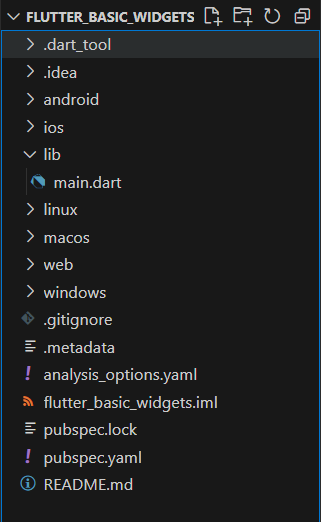 FLUTTER_BASIC_WIDGETS
.dart_tool
.idea
android
ios
lib
main.dart
linux
macos
web
windows
.gitignore
.metadata
analysis_options.yaml
flutter_basic_widgets.iml
pubspec.lock
pubspec.yaml
README.md